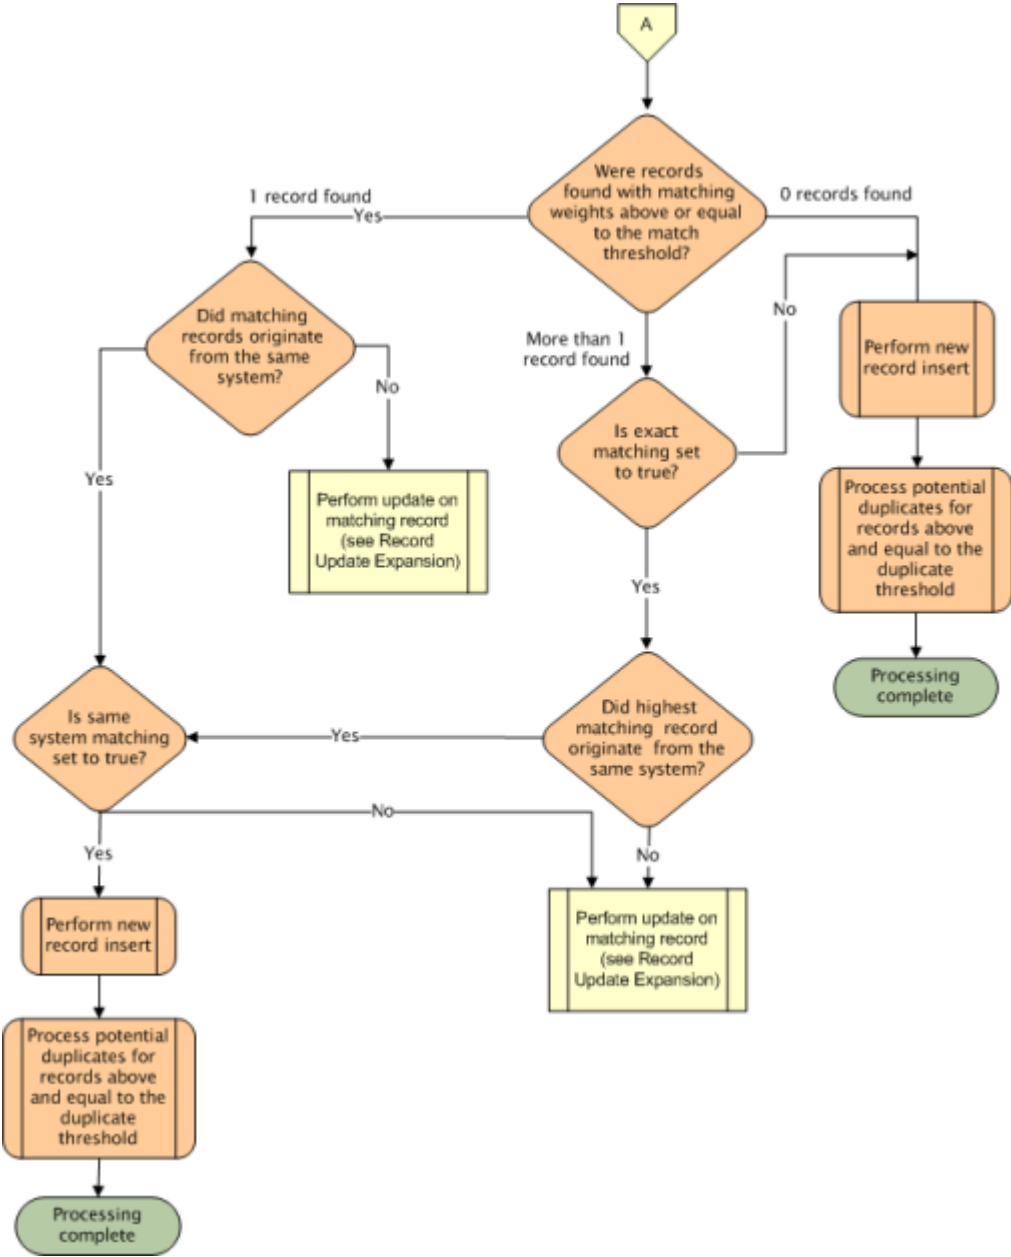 A
Were records
found with matching
weights above or equal
to the match
threshold?
1 record found
Yes
0 records found
Did matching
records originate
from the same
system?
No
More than 1
record found
No
Perform new
record insert
Is exact
matching set
to true?
Yes
Perform update on
matching record
(see Record
Update Expansion)
Process potential
duplicates for
records above
and equal to the
duplicate
threshold
Yes
Processing
complete
Is same
system matching
set to true?
Yes
Did highest
matching record
originate from the
same system?
No
Yes
No
Perform new
record insert
Perform update on
matching record
(see Record
Update Expansion)
Process potential
duplicates for
records above
and equal to the
duplicate
threshold
Processing
complete